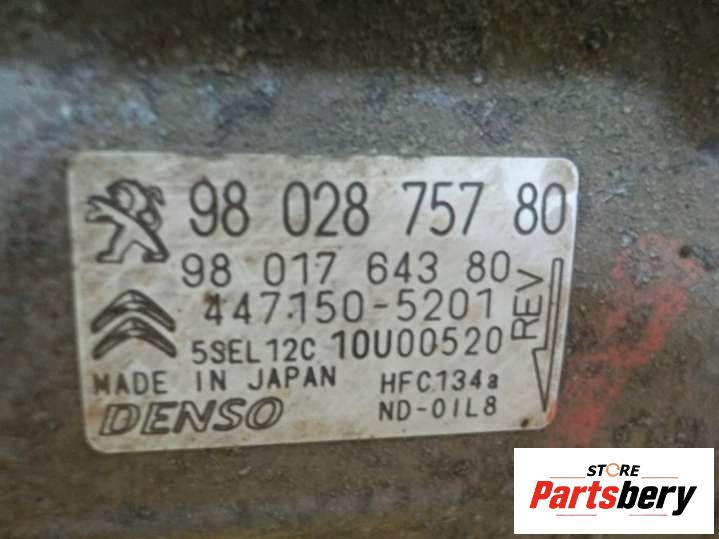 98 028 757 80
98 017 643 80
447150-5201
5SEL12C 10U00520
REV
MADE IN JAPAN HFC134a
DENSO ND-OIL8
STORE
Partsbery